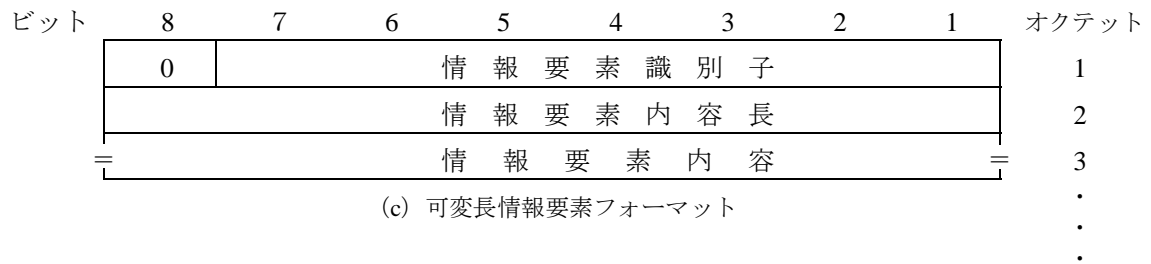 ビット 8 7 6 5 4 3 2 1 オクテット
0 情報要素識別子 1
情報要素内容長 2
= 情報要素内容 = 3
(c) 可変長情報要素フォーマット ・
・
・